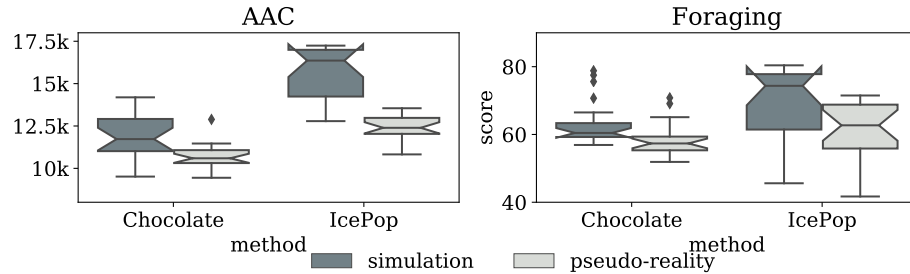 AAC
17.5k
15k
12.5k
10k
Chocolate IcePop
method
Foraging
score
80
60
40
Chocolate IcePop
method
simulation pseudo-reality